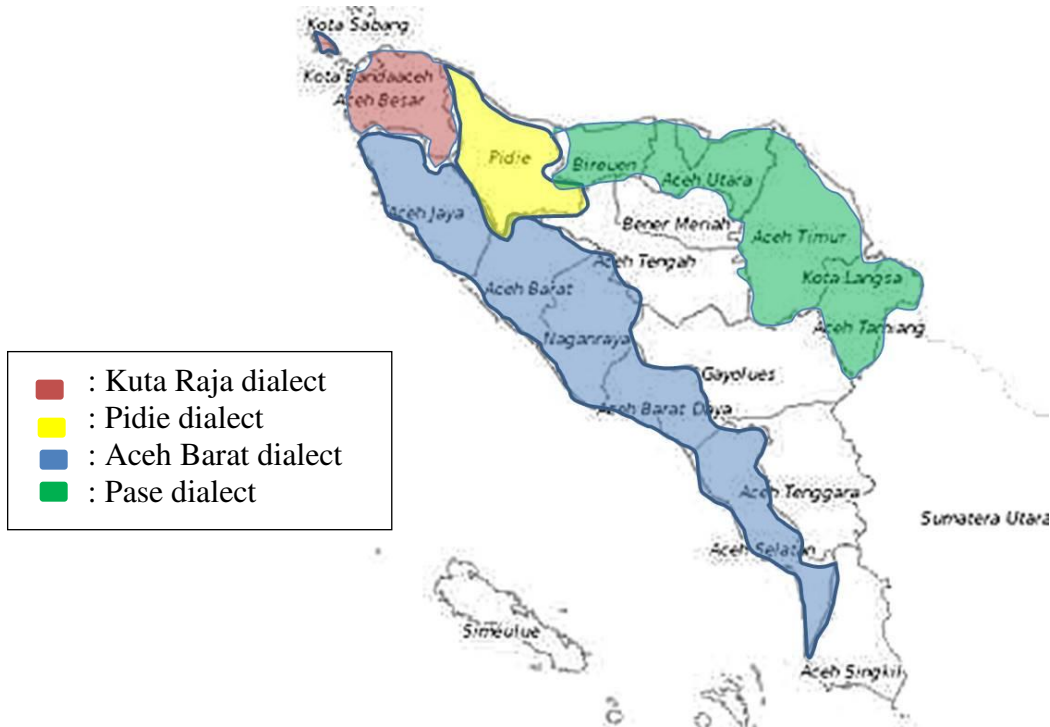 Kota Sabang
Kota Bandaaceh
Aceh Besar
Pidie
Bireuen
Aceh Utara
Aceh Jaya
Bener Meriah
Aceh Timur
Aceh Tengah
Kota Langsa
Aceh Barat
Aceh Tamiang
Naganraya
Gayolues
Aceh Barat Daya
: Kuta Raja dialect
: Pidie dialect
: Aceh Barat dialect
: Pase dialect
Aceh Tenggara
Sumatera Utara
Aceh Selatan
Simeulue
Aceh Singkil